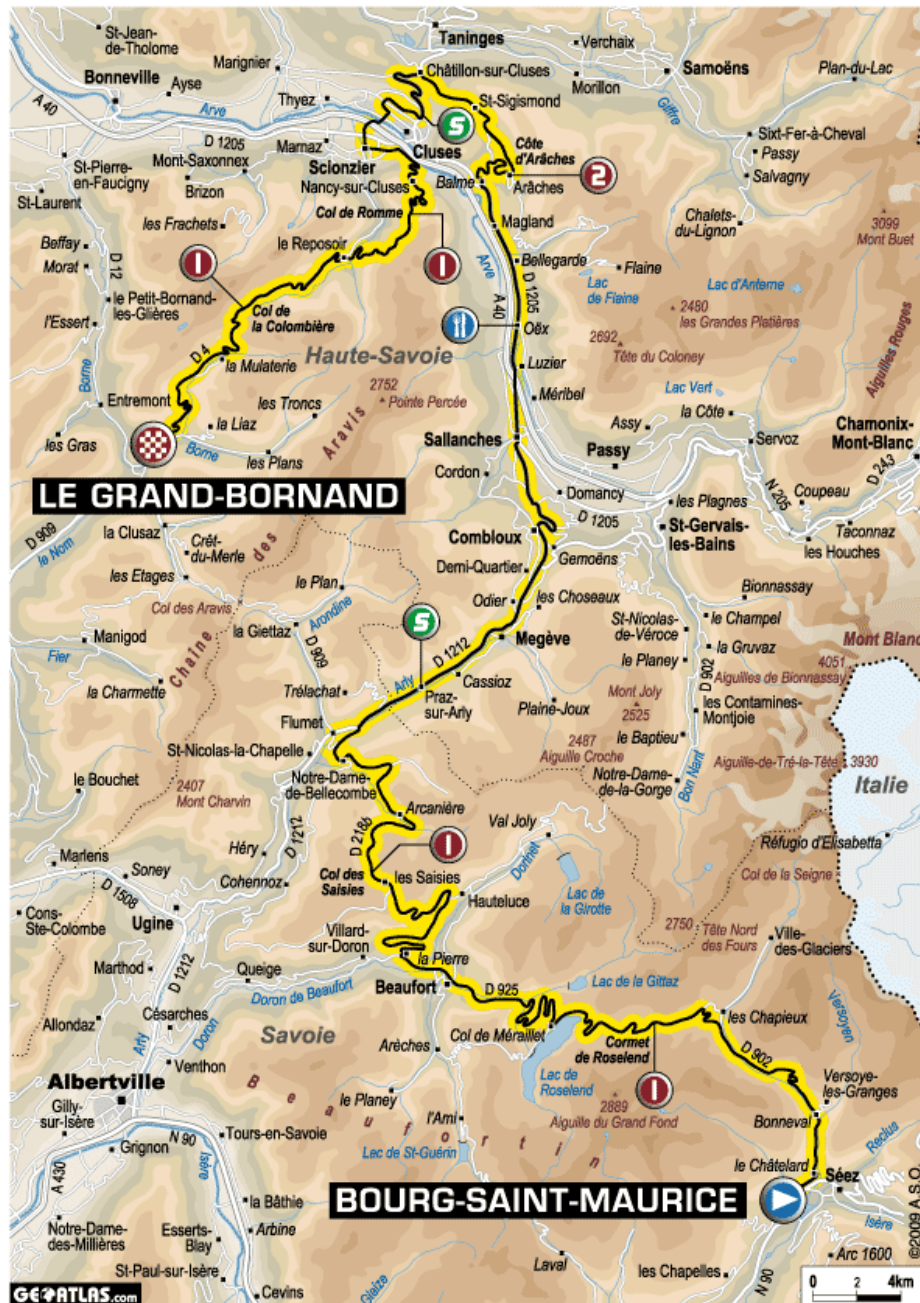 St-Jean-
de-Tholome
Taninges
Verchaix
Bonneville
Ayse
Marignier
Châtillon-sur-Cluses
Samoëns
Plan-du-Lac
Morillon
A 40
Arve
Thyez
St-Sigismond
Giffre
D 1205
S
Côte
d'Arâches
Sixt-Fer-à-Cheval
Marnaz
Cluses
Passy
St-Pierre-
en-Faucigny
Mont-Saxonnex
Scionzier
2
Salvagny
Brizon
Nancy-sur-Cluses
Balme
Arâches
St-Laurent
Col de Romme
Magland
Chalets-
du-Lignon
3099
Mont Buet
les Frachets
Beffay
le Reposoir
Arve
Bellegarde
Morat
I
I
D 1205
Flaine
Lac
de Flaine
Lac d'Anterne
D 12
le Petit-Bornand-
les-Glières
A 40
2480
les Grandes Platières
l'Essert
Col de
la Colombière
Oëx
Aiguilles Rouges
D 4
Haute-Savoie
2692
Tête du Coloney
Borne
la Mulaterie
Luzier
2752
Pointe Percée
Méribel
Lac Vert
Entremont
les Troncs
la Côte
Chamonix-
Mont-Blanc
la Liaz
Assy
les Gras
Sallanches
Servoz
Borne
les Plans
Passy
D 243
Cordon
LE GRAND-BORNAND
Domancy
les Plagnes
N 205
Coupeau
D 909
le Nom
la Clusaz
D 1205
St-Gervais-
les-Bains
Taconnaz
Combloux
les Houches
Crêt-
du-Merle
Gemoëns
Demi-Quartier
les Etages
le Plan
Bionnassay
Odier
les Choseaux
Col des Aravis
Arondine
St-Nicolas-
de-Véroce
le Champel
S
Manigod
la Giettaz
Chaîne des Aravis
Megève
la Gruvaz
Mont Blanc
Fier
D 1212
le Planey
4051
Aiguilles de Bionnassay
D 909
Arly
Cassioz
D 902
la Charmette
Trélachat
Praz-
sur-Arly
Mont Joly
2525
les Contamines-
Montjoie
Plaine-Joux
Flumet
le Baptieu
2487
Aiguille Croche
St-Nicolas-la-Chapelle
Aiguille-de-Tré-la-Tête
3930
le Bouchet
Notre-Dame-
de-Bellecombe
Notre-Dame-
de-la-Gorge
Bon Nant
Italie
2407
Mont Charvin
Arcanière
Val Joly
D 218b
Réfugio d'Elisabetta
D 1212
Héry
I
Dorinet
Marlens
Soney
Col des
Saisies
les Saisies
Col de la Seigne
D 1508
Cohennoz
Lac de
la Girotte
Hauteluce
Cons-
Ste-Colombe
Ugine
2750
Tête Nord
des Fours
Villard-
sur-Doron
Ville-
des-Glaciers
Marthod
D 1212
Queige
la Pierre
Lac de la Gittaz
Beaufort
D 925
Doron de Beaufort
Versoyen
Césarches
les Chapieux
Allondaz
Arly
Doron
Savoie
Col de Méraillet
Cormet
de Roselend
Arêches
D 902
Venthon
Lac de
Roselend
Versoye-
les-Granges
Albertville
I
le Planey
2889
Aiguille du Grand Fond
Gilly-
sur-Isère
Beaufortin
Bonneval
l'Ami
Reclus
Tours-en-Savoie
Grignon
N 90
Lac de St-Guérin
le Châtelard
A 430
Isère
Séez
BOURG-SAINT-MAURICE
la Bâthie
Isère
Notre-Dame-
des-Millières
Esserts-
Blay
Arbine
Arc 1600
Laval
les Chapelles
St-Paul-sur-Isère
Glaize
N 90
0 2 4km
Cevins
GEOATLAS.com
©2009 A.S.O.